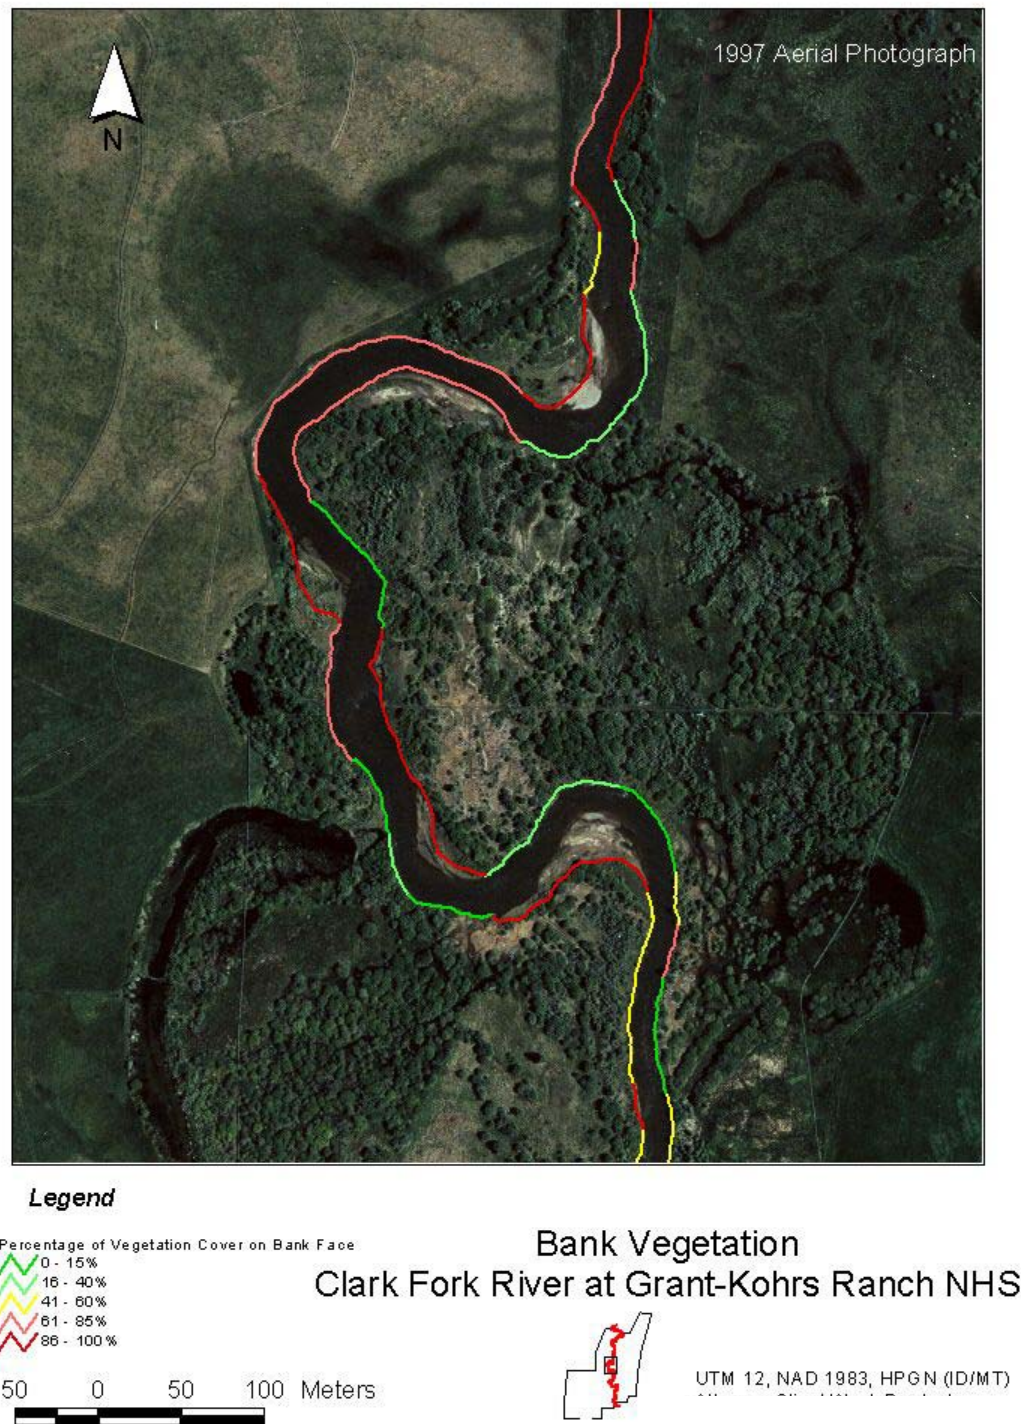 1997 Aerial Photograph
N
Legend
Percentage of Vegetation Cover on Bank Face
0 - 15%
16 - 40%
41 - 60%
61 - 85%
86 - 100%
50 0 50 100 Meters
Bank Vegetation
Clark Fork River at Grant-Kohrs Ranch NHS
UTM 12, NAD 1983, HPGN (ID/MT)